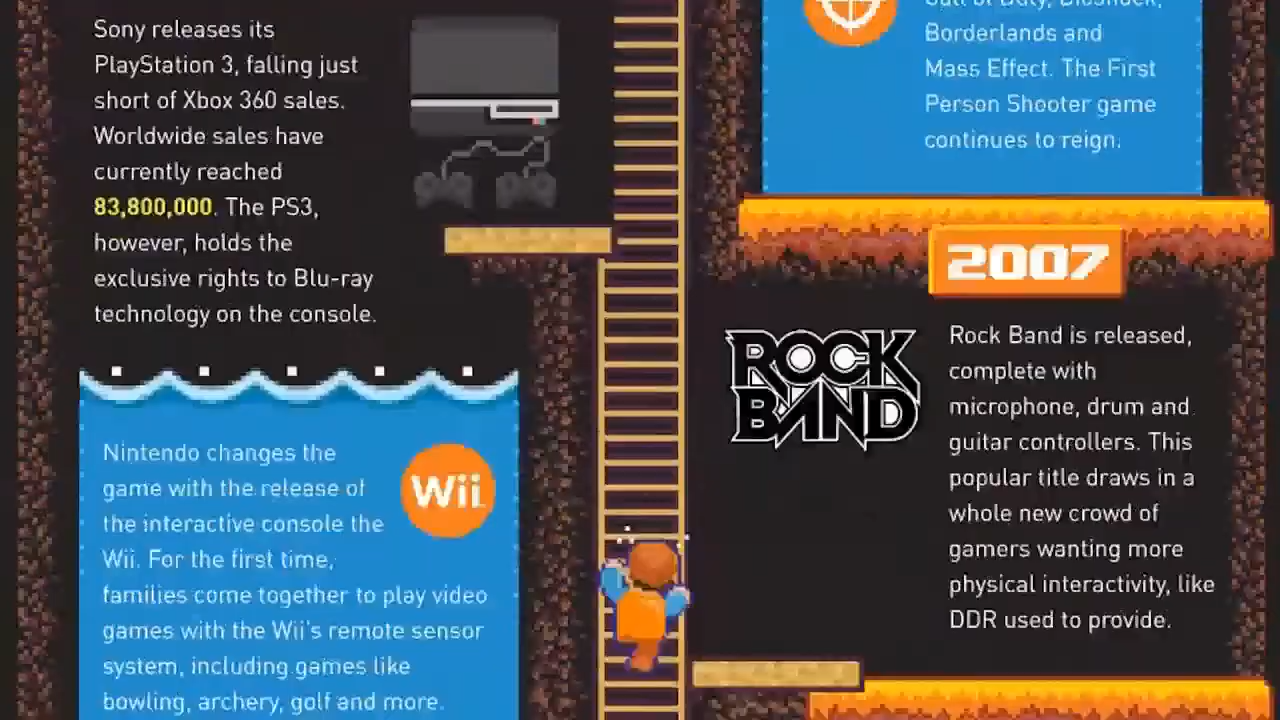 Sony releases its
PlayStation 3, falling just
short of Xbox 360 sales.
Worldwide sales have
currently reached
83,800,000. The PS3,
however, holds the
exclusive rights to Blu-ray
technology on the console.
Nintendo changes the
game with the release of
the interactive console the
Wii. For the first time,
families come together to play video
games with the Wii's remote sensor
system, including games like
bowling, archery, golf and more.
Wii
Call of Duty, Bioshock,
Borderlands and
Mass Effect. The First
Person Shooter game
continues to reign.
2007
ROCK
BAND
Rock Band is released,
complete with
microphone, drum and
guitar controllers. This
popular title draws in a
whole new crowd of
gamers wanting more
physical interactivity, like
DDR used to provide.